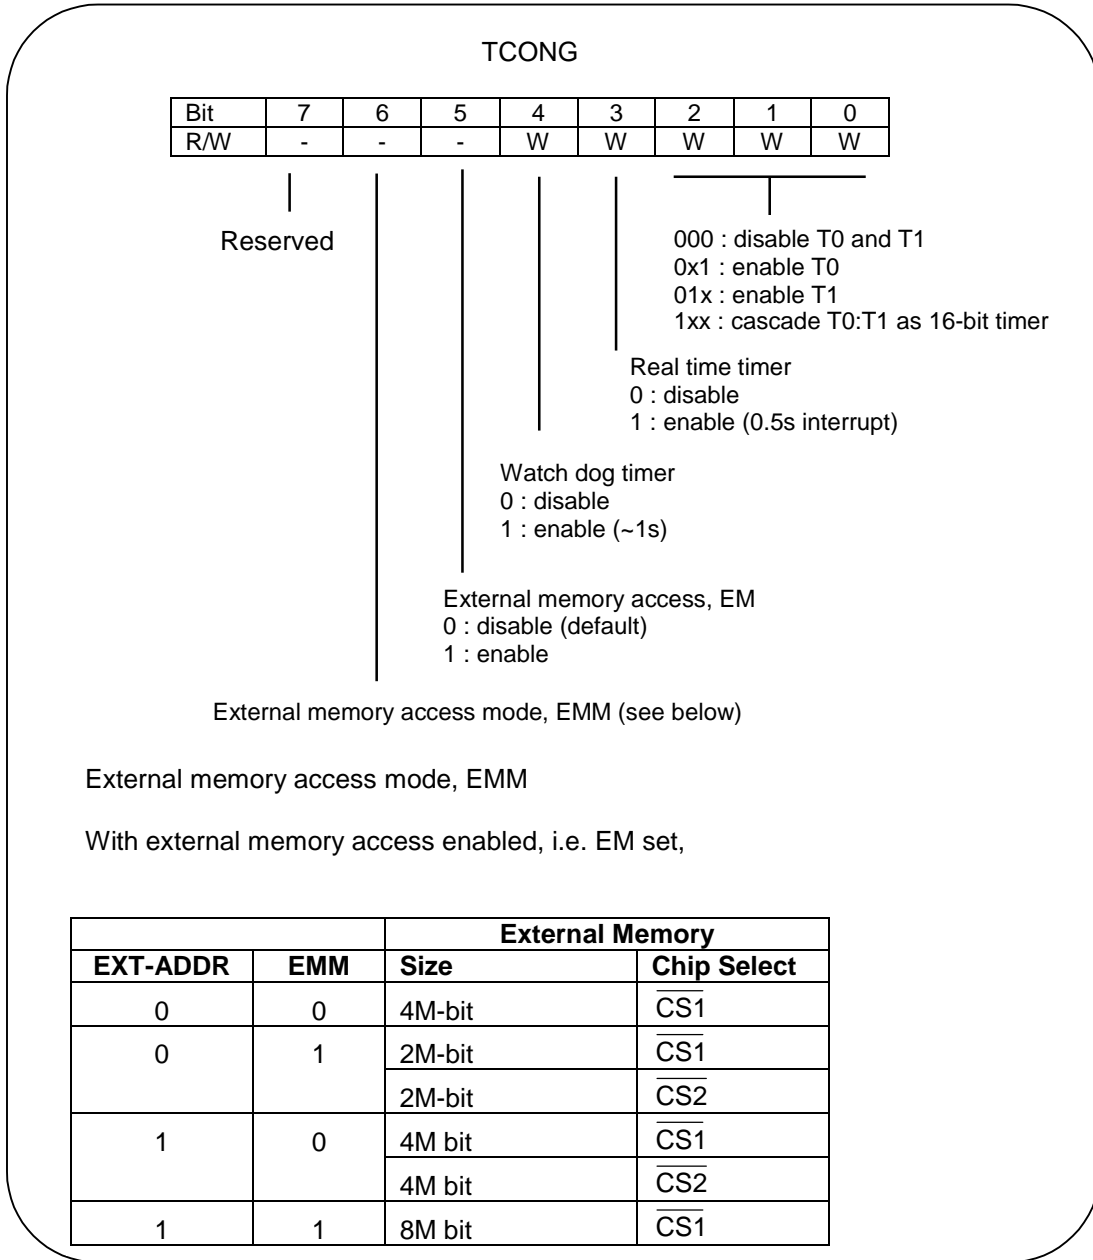 TCONG
Bit 7 6 5 4 3 2 1 0
R/W - - - W W W W W
Reserved
000 : disable T0 and T1
0x1 : enable T0
01x : enable T1
1xx : cascade T0:T1 as 16-bit timer
Real time timer
0 : disable
1 : enable (0.5s interrupt)
Watch dog timer
0 : disable
1 : enable (~1s)
External memory access, EM
0 : disable (default)
1 : enable
External memory access mode, EMM (see below)
External memory access mode, EMM
With external memory access enabled, i.e. EM set,
External Memory
EXT-ADDR EMM Size Chip Select
0 0 4M-bit CS1
0 1 2M-bit CS1
2M-bit CS2
1 0 4M bit CS1
4M bit CS2
1 1 8M bit CS1